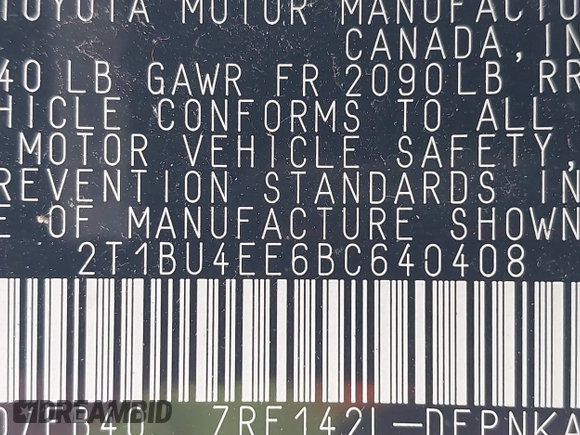 TOYOTA MOTOR MANUFACTU
CANADA, IN
40 LB GAWR FR 2090LB RR
HICLE CONFORMS TO ALL
MOTOR VEHICLE SAFETY,
REVENTION STANDARDS IN
E OF MANUFACTURE SHOWN
2T1BU4EE6BC640408
ZRE142L-DEPNKA
DREAMBID